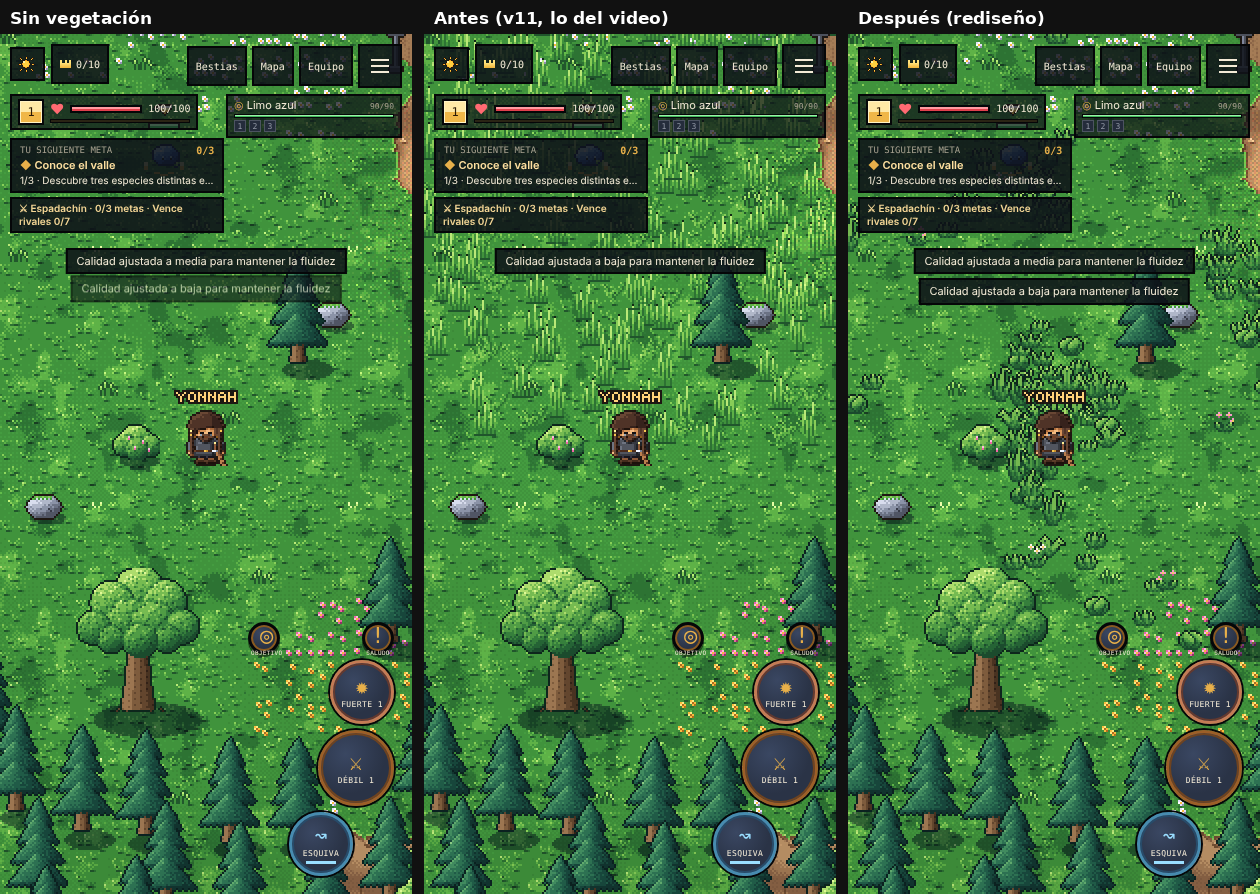 Sin vegetación
0/10
Bestias
Mapa
Equipo
1
100/100
Limo azul
90/90
1 2 3
TU SIGUIENTE META 0/3
Conoce el valle
1/3 · Descubre tres especies distintas e...
Espadachín · 0/3 metas · Vence
rivales 0/7
Calidad ajustada a media para mantener la fluidez
Calidad ajustada a baja para mantener la fluidez
YONNAH
OBJETIVO
SALUDO
FUERTE 1
DÉBIL 1
ESQUIVA
Antes (v11, lo del video)
0/10
Bestias
Mapa
Equipo
1
100/100
Limo azul
90/90
1 2 3
TU SIGUIENTE META 0/3
Conoce el valle
1/3 · Descubre tres especies distintas e...
Espadachín · 0/3 metas · Vence
rivales 0/7
Calidad ajustada a baja para mantener la fluidez
YONNAH
OBJETIVO
SALUDO
FUERTE 1
DÉBIL 1
ESQUIVA
Después (rediseño)
0/10
Bestias
Mapa
Equipo
1
100/100
Limo azul
90/90
1 2 3
TU SIGUIENTE META 0/3
Conoce el valle
1/3 · Descubre tres especies distintas e...
Espadachín · 0/3 metas · Vence
rivales 0/7
Calidad ajustada a media para mantener la fluidez
Calidad ajustada a baja para mantener la fluidez
YONNAH
OBJETIVO
SALUDO
FUERTE 1
DÉBIL 1
ESQUIVA